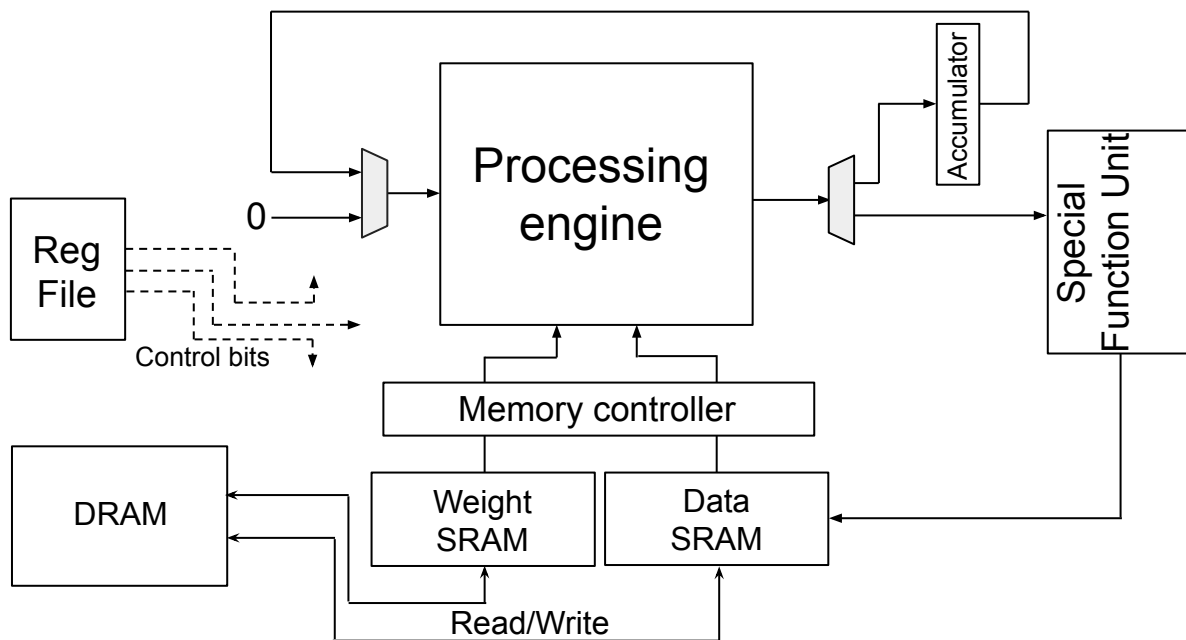 Accumulator
Processing
engine
Special
Function Unit
0
Reg
File
Control bits
Memory controller
DRAM
Weight
SRAM
Data
SRAM
Read/Write